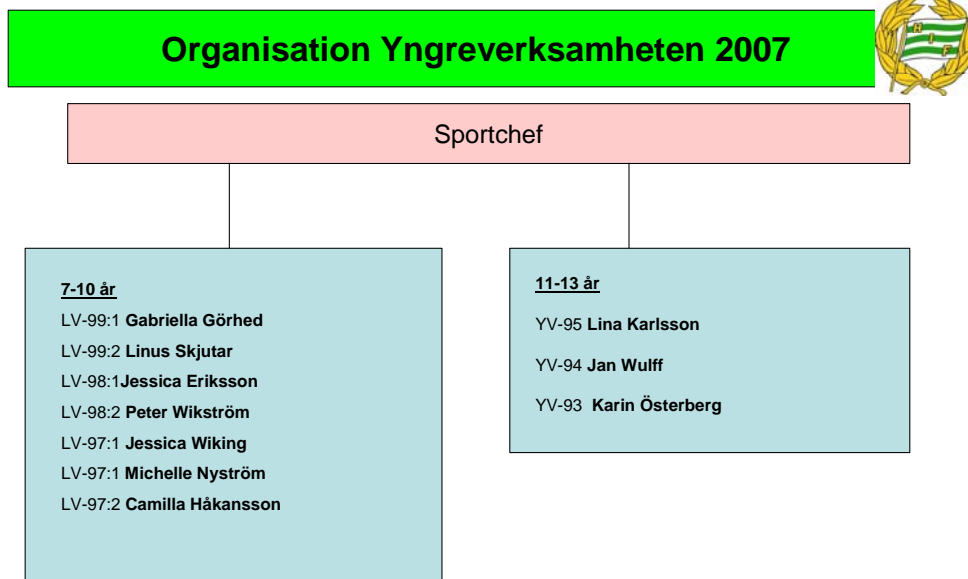 Organisation Yngreverksamheten 2007
H I F
Sportchef
7-10 år
LV-99:1 Gabriella Görhed
LV-99:2 Linus Skjutar
LV-98:1Jessica Eriksson
LV-98:2 Peter Wikström
LV-97:1 Jessica Wiking
LV-97:1 Michelle Nyström
LV-97:2 Camilla Håkansson
11-13 år
YV-95 Lina Karlsson
YV-94 Jan Wulff
YV-93 Karin Österberg